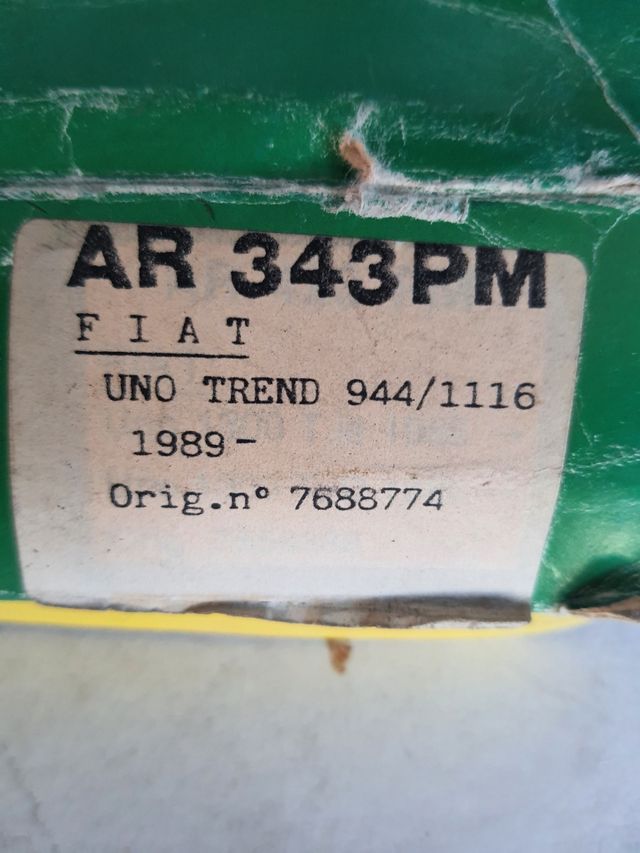 AR 343PM
FIAT
UNO TREND 944/1116
1989-
Orig.n° 7688774